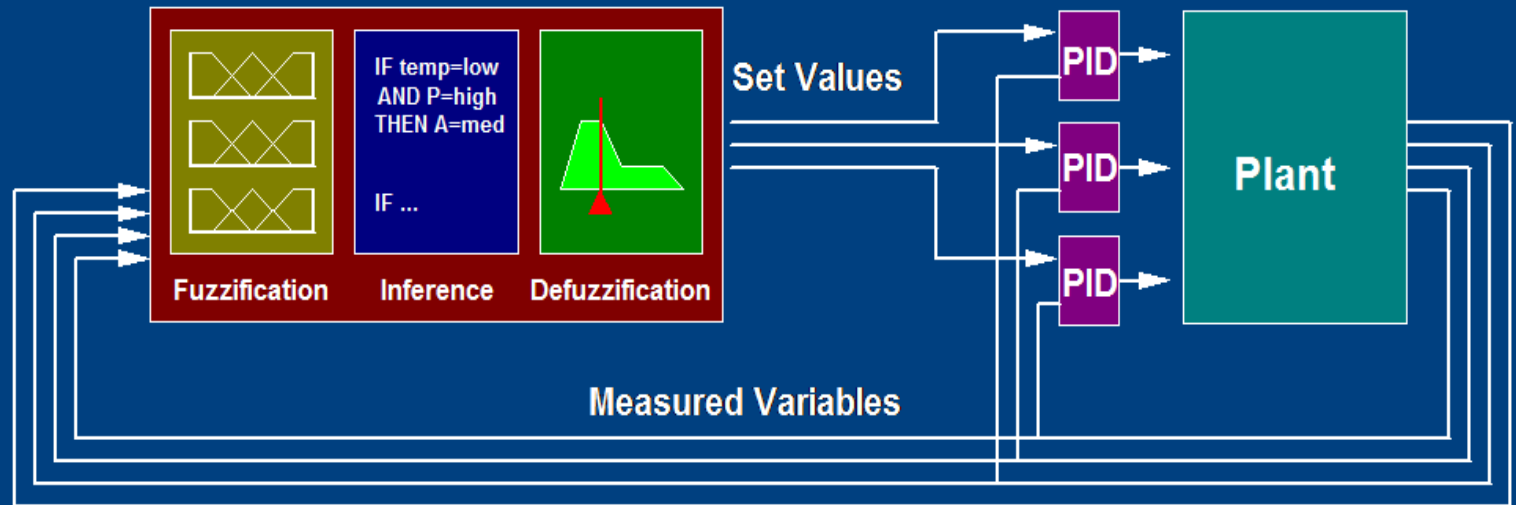 IF temp=low
AND P=high
THEN A=med
IF ...
Fuzzification
Inference
Defuzzification
Set Values
PID
PID
PID
Plant
Measured Variables